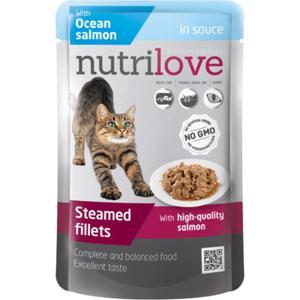 With
Ocean
salmon
in sauce
nutrilove
premium cat food
NO GMO
Steamed
fillets
With high-quality
salmon
Complete and balanced food
Excellent taste